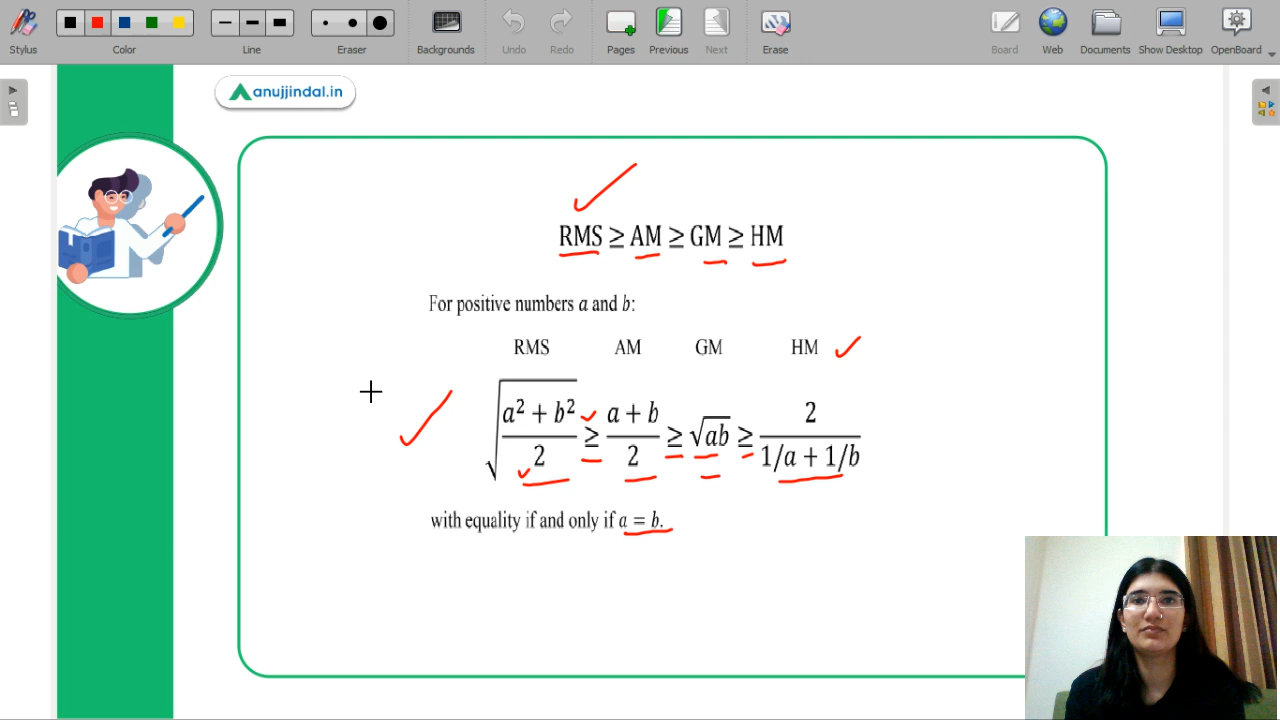 Stylus Color Line Eraser Backgrounds Undo Redo Pages Previous Next Erase Board Web Documents Show Desktop OpenBoard
anujjindal.in
RMS ≥ AM ≥ GM ≥ HM
For positive numbers a and b:
RMS AM GM HM
√((a² + b²)/2) ≥ (a + b)/2 ≥ √ab ≥ 2/(1/a + 1/b)
with equality if and only if a = b.